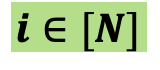 i ∈ [N]